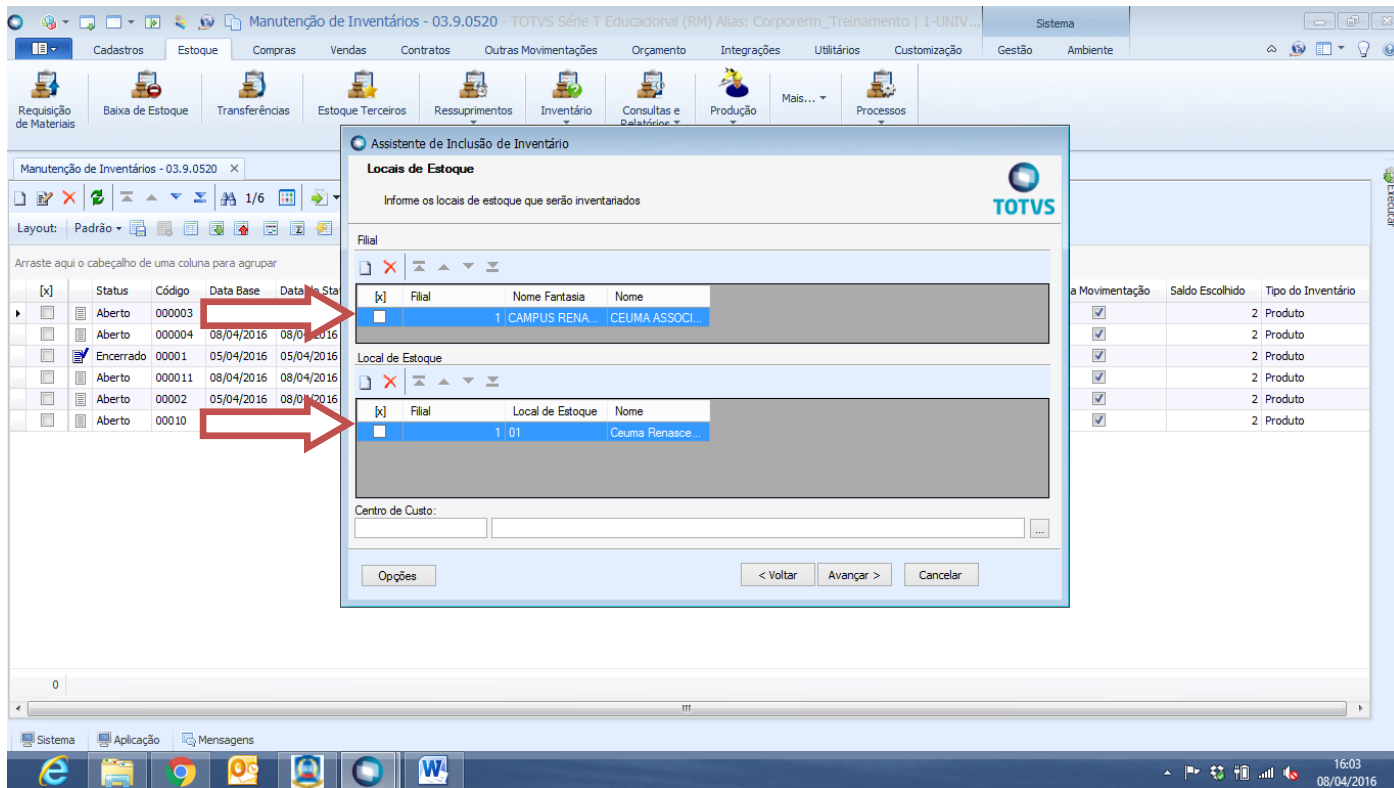 Manutenção de Inventários - 03.9.0520 - TOTVS Série T Educadonal (RM) Alias: Corporerm_Treinamento | 1-UNIV...
Sistema
Cadastros Estoque Compras Vendas Contratos Outras Movimentações Orçamento Integrações Utilitários Customização Gestão Ambiente
Requisição de Materiais
Baixa de Estoque
Transferências
Estoque Terceiros
Ressuprimentos
Inventário
Consultas e Relatórios
Produção
Mais...
Processos
Manutenção de Inventários - 03.9.0520
1/6
Layout: Padrão
Arraste aqui o cabeçalho de uma coluna para agrupar
[x] Status Código Data Base Data do Sta a Movimentação Saldo Escolhido Tipo do Inventário
Aberto 000003 2 Produto
Aberto 000004 08/04/2016 08/04/2016 2 Produto
Encerrado 00001 05/04/2016 05/04/2016 2 Produto
Aberto 000011 08/04/2016 08/04/2016 2 Produto
Aberto 00002 05/04/2016 08/04/2016 2 Produto
Aberto 00010 2 Produto
Executar
Assistente de Inclusão de Inventário
Locais de Estoque
Informe os locais de estoque que serão inventariados
TOTVS
Filial
[x] Filial Nome Fantasia Nome
1 CAMPUS RENA... CEUMA ASSOCI...
Local de Estoque
[x] Filial Local de Estoque Nome
1 01 Ceuma Renasce...
Centro de Custo:
...
Opções < Voltar Avançar > Cancelar
0
Sistema Aplicação Mensagens
16:03
08/04/2016